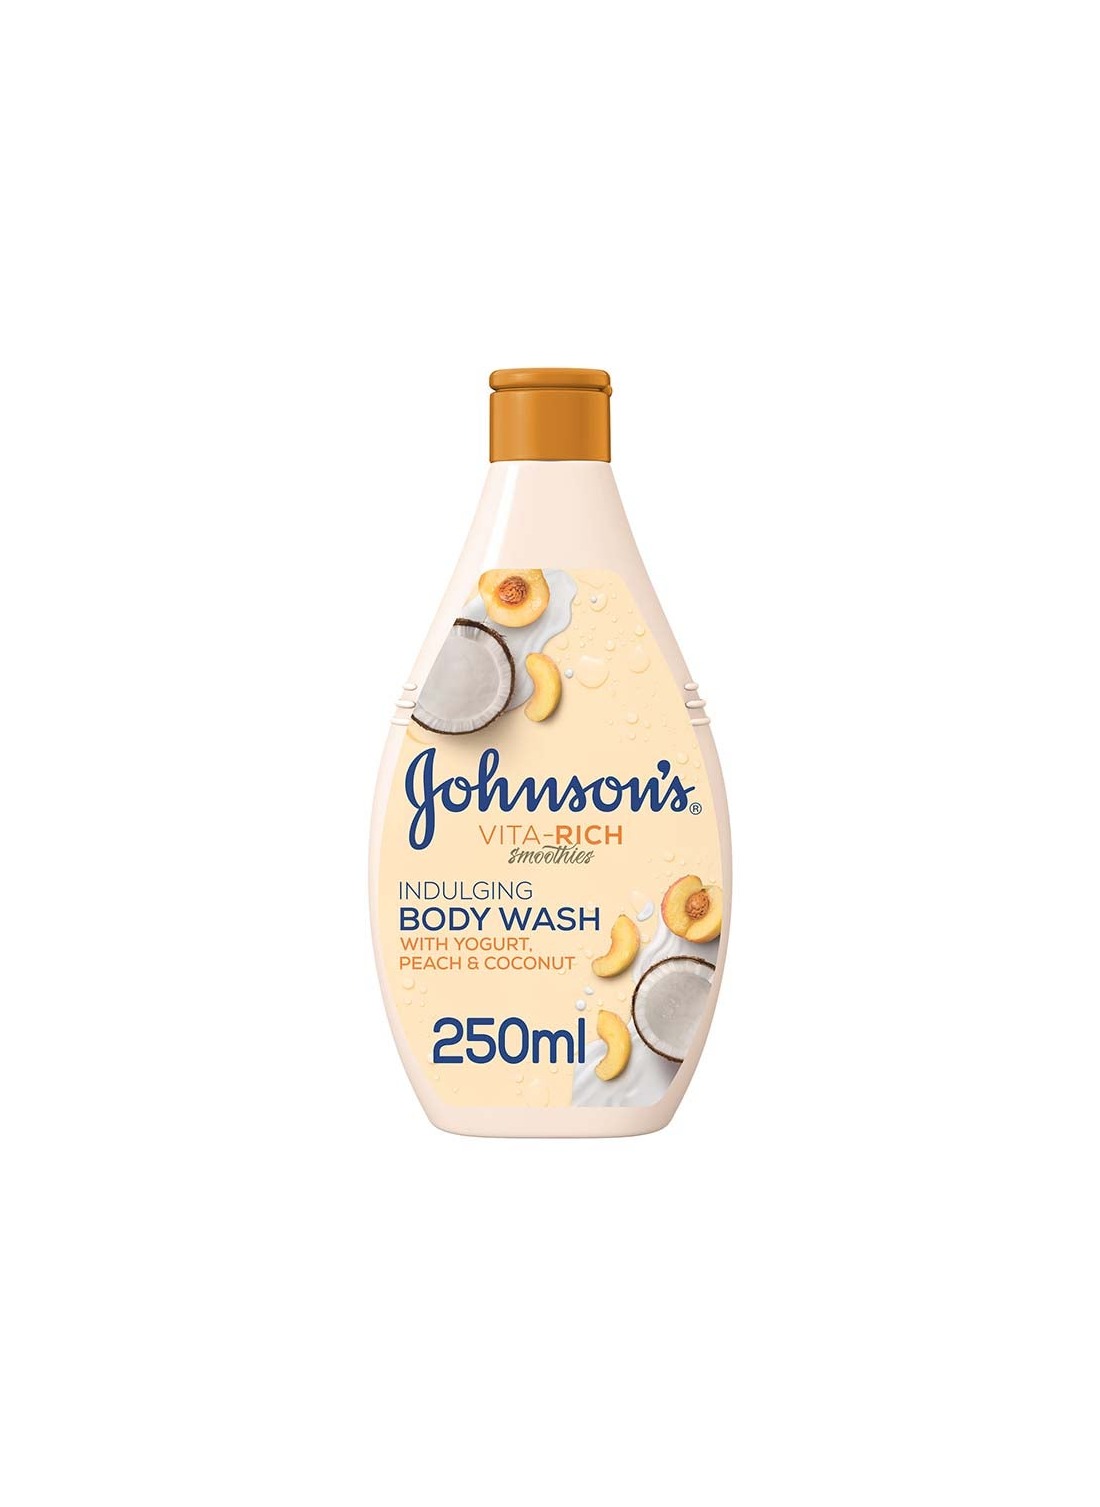 Johnson's®
VITA-RICH
smoothies
INDULGING
BODY WASH
WITH YOGURT,
PEACH & COCONUT
250ml